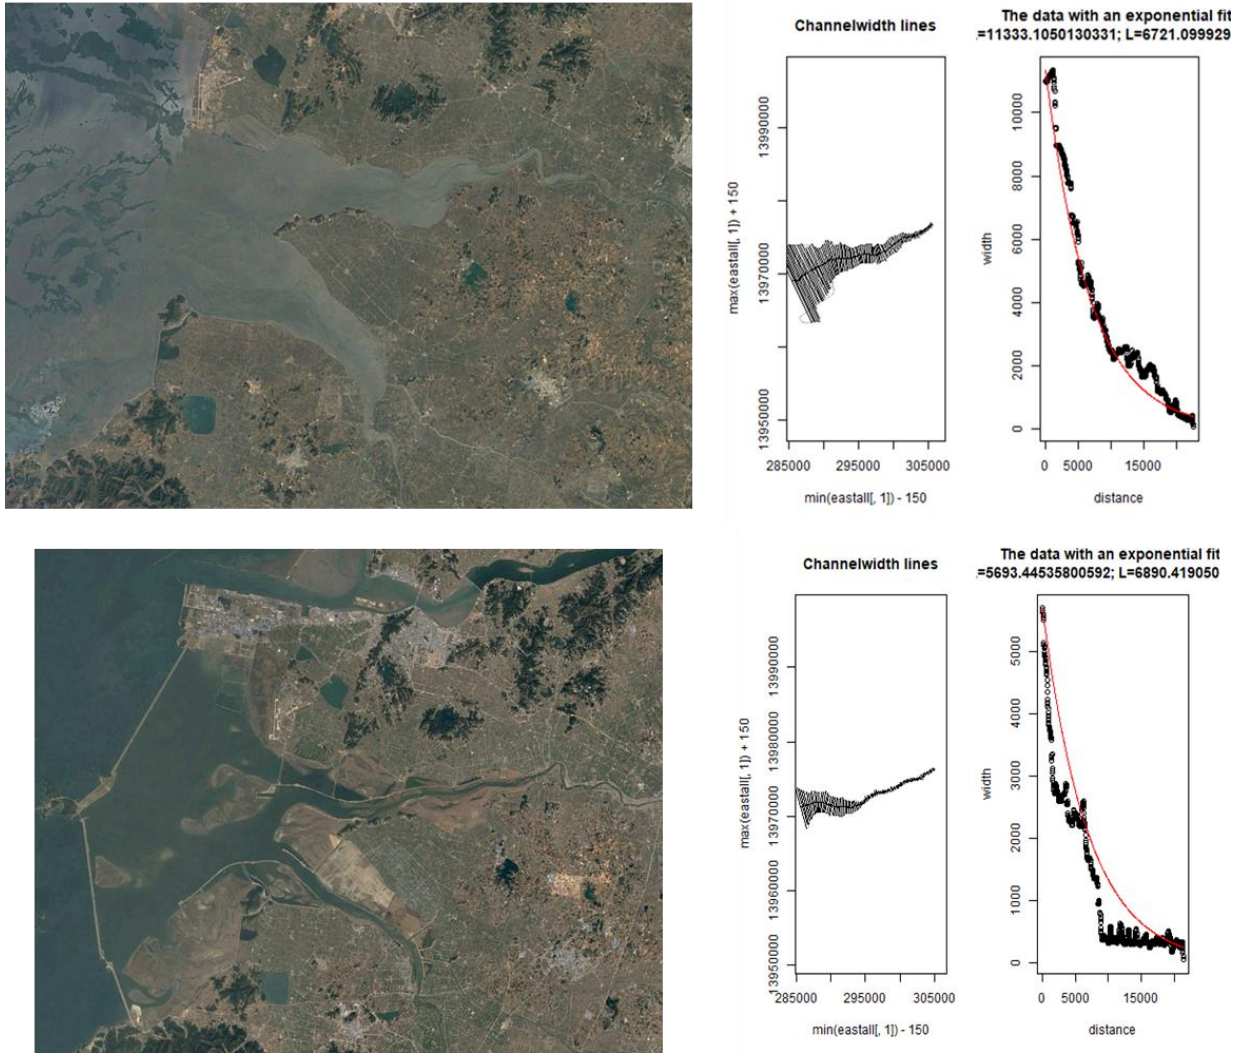 Channelwidth lines
max(eastall[, 1]) + 150
13950000 13970000 13990000
285000 295000 305000
min(eastall[, 1]) - 150
The data with an exponential fit
.=11333.1050130331; L=6721.099929
width
0 2000 4000 6000 8000 10000
0 5000 15000
distance
Channelwidth lines
max(eastall[, 1]) + 150
13950000 13960000 13970000 13980000 13990000
285000 295000 305000
min(eastall[, 1]) - 150
The data with an exponential fit
.=5693.44535800592; L=6890.419050
width
0 1000 2000 3000 4000 5000
0 5000 15000
distance